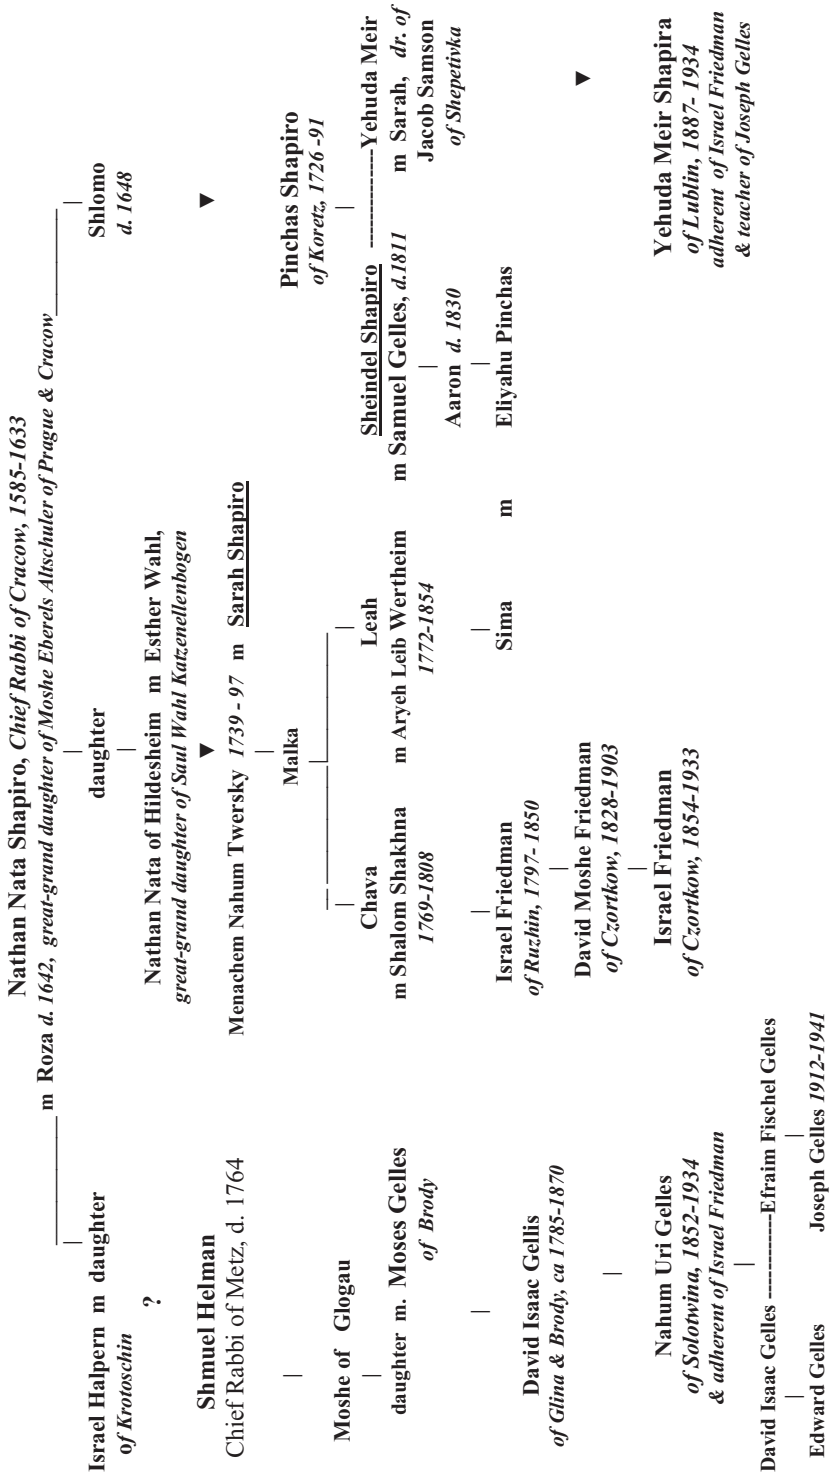 Nathan Nata Shapiro, Chief Rabbi of Cracow, 1585-1633
m Roza d. 1642, great-grand daughter of Moshe Eberels Altschuler of Prague & Cracow
Israel Halpern m daughter
of Krotoschin
daughter
Shlomo
d. 1648
?
Nathan Nata of Hildesheim m Esther Wahl,
great-grand daughter of Saul Wahl Katzenellenbogen
Shmuel Helman
Chief Rabbi of Metz, d. 1764
Menachem Nahum Twersky 1739 - 97 m Sarah Shapiro
Malka
Pinchas Shapiro
of Koretz, 1726 -91
Moshe of Glogau
daughter m. Moses Gelles
of Brody
Chava
m Shalom Shakhna
1769-1808
Leah
m Aryeh Leib Wertheim
1772-1854
Sheindel Shapiro ---------------Yehuda Meir
m Samuel Gelles, d.1811
m Sarah, dr. of
Jacob Samson
of Shepetivka
Aaron d. 1830
David Isaac Gellis
of Glina & Brody, ca 1785-1870
Israel Friedman
of Ruzhin, 1797- 1850
Sima m Eliyahu Pinchas
David Moshe Friedman
of Czortkow, 1828-1903
Nahum Uri Gelles
of Solotwina, 1852-1934
& adherent of Israel Friedman
Israel Friedman
of Czortkow, 1854-1933
Yehuda Meir Shapira
of Lublin, 1887- 1934
adherent of Israel Friedman
& teacher of Joseph Gelles
David Isaac Gelles ------------Efraim Fischel Gelles
Edward Gelles
Joseph Gelles 1912-1941